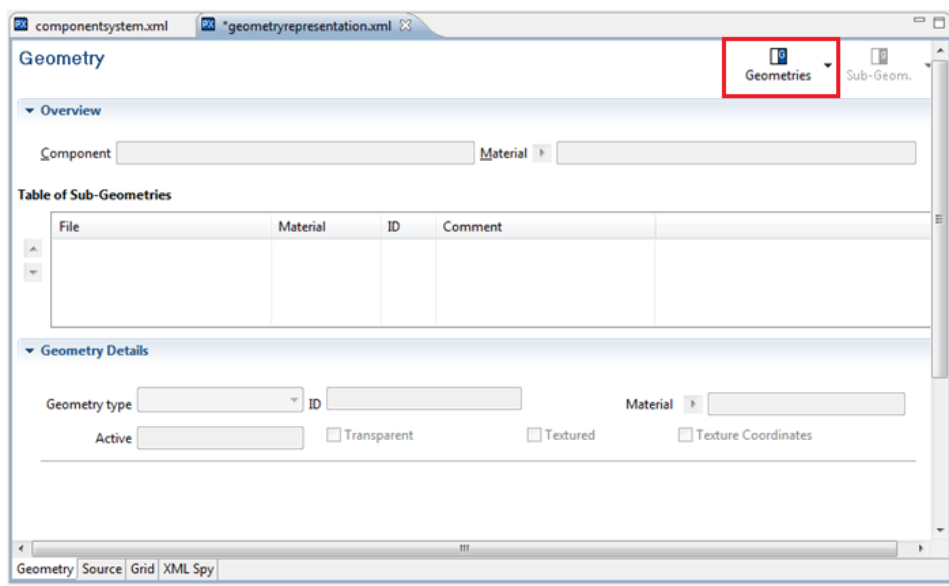 componentsystem.xml *geometryrepresentation.xml
Geometry
Geometries Sub-Geom.
Overview
Component Material
Table of Sub-Geometries
File Material ID Comment
Geometry Details
Geometry type ID Material
Active Transparent Textured Texture Coordinates
Geometry Source Grid XML Spy